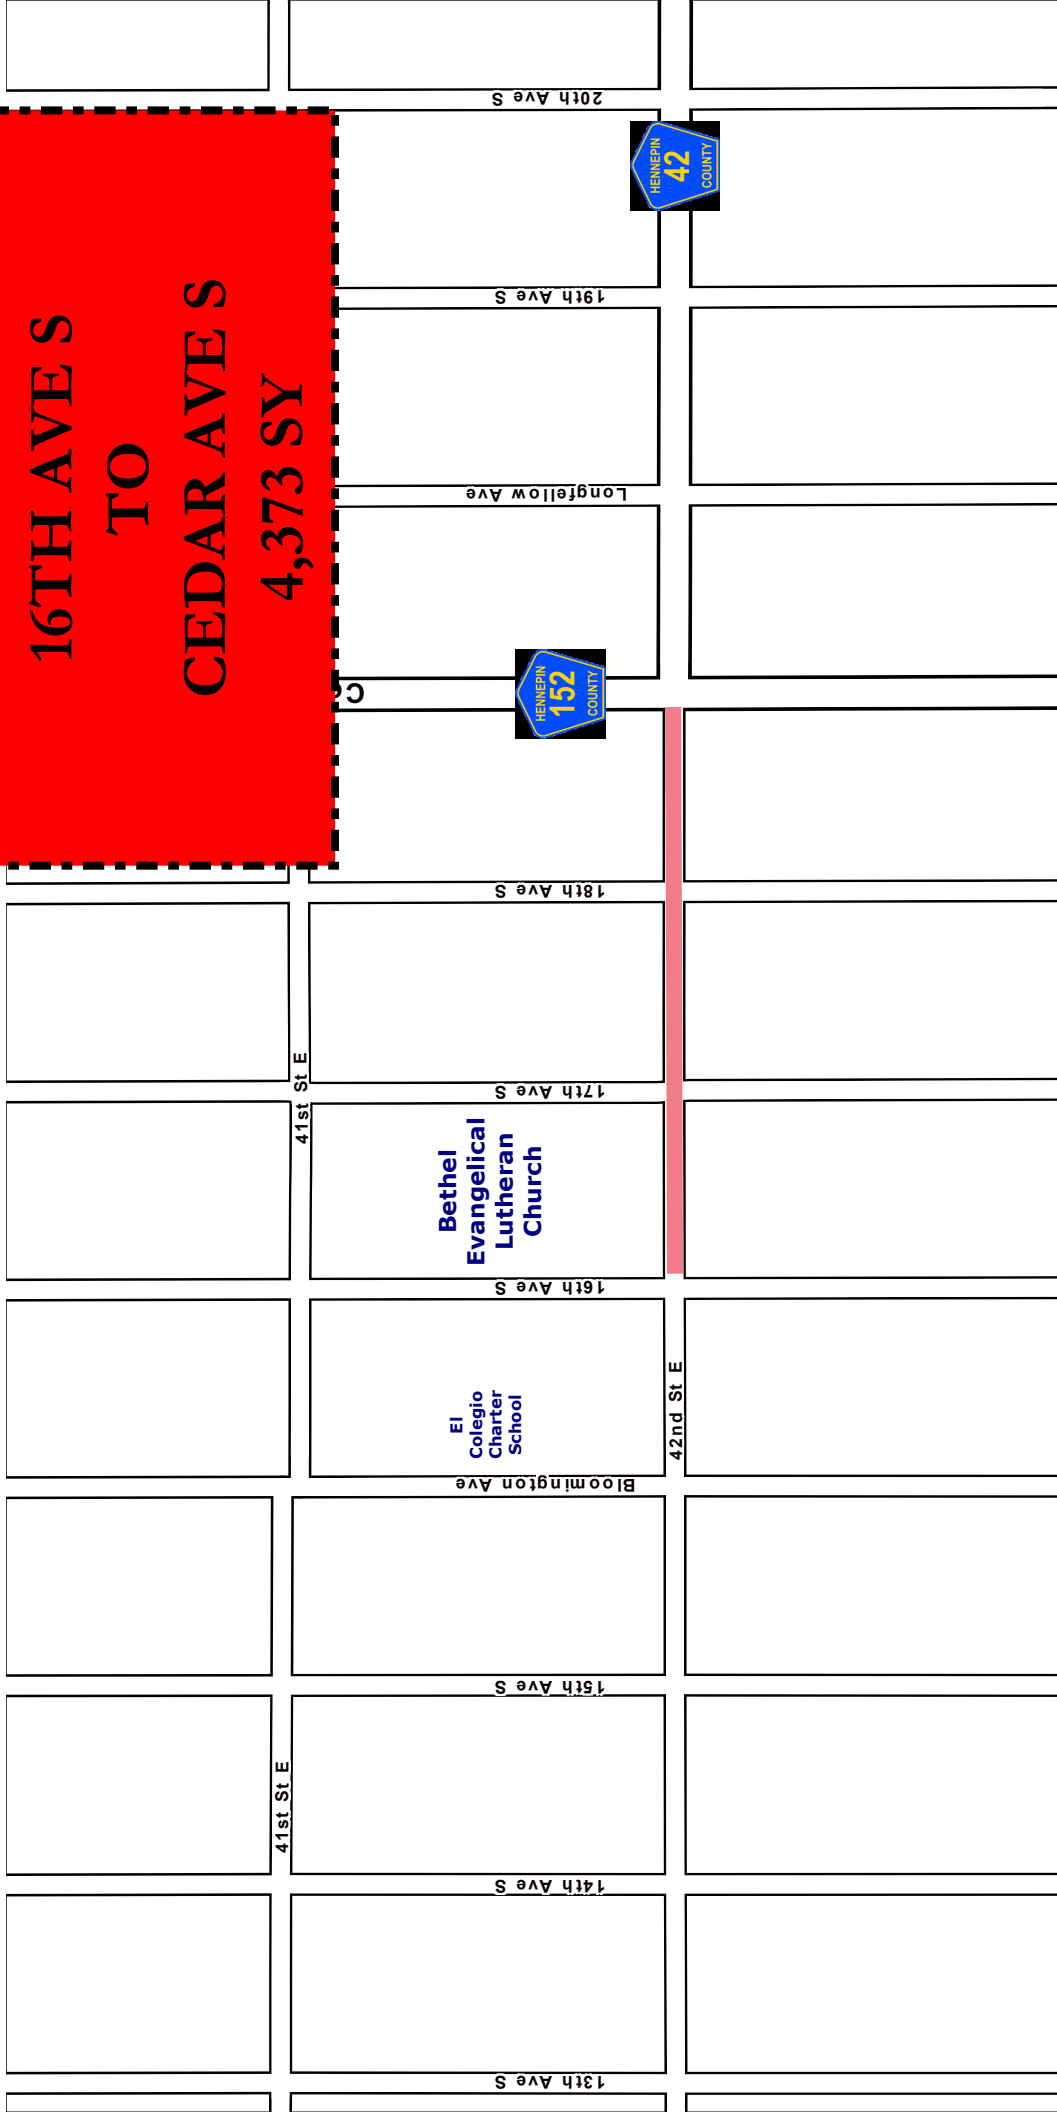 16TH AVE S
TO
CEDAR AVE S
4,373 SY
20th Ave S
HENNEPIN
42
COUNTY
19th Ave S
Longfellow Ave
HENNEPIN
152
COUNTY
18th Ave S
41st St E
17th Ave S
Bethel
Evangelical
Lutheran
Church
16th Ave S
El
Colegio
Charter
School
42nd St E
Bloomington Ave
15th Ave S
41st St E
14th Ave S
13th Ave S